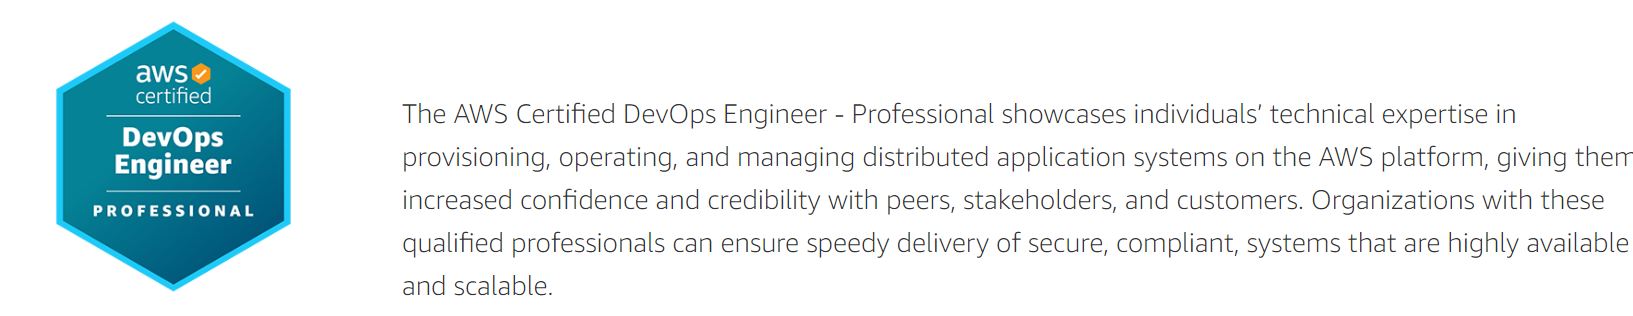 aws
certified
DevOps
Engineer
PROFESSIONAL
The AWS Certified DevOps Engineer - Professional showcases individuals’ technical expertise in
provisioning, operating, and managing distributed application systems on the AWS platform, giving them
increased confidence and credibility with peers, stakeholders, and customers. Organizations with these
qualified professionals can ensure speedy delivery of secure, compliant, systems that are highly available
and scalable.